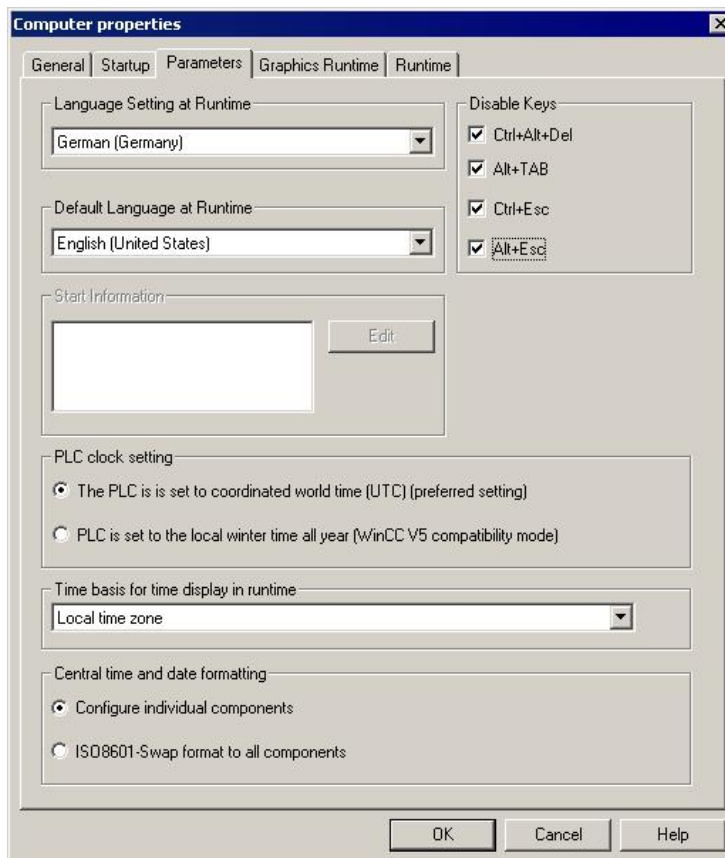 Computer properties
General Startup Parameters Graphics Runtime Runtime
Language Setting at Runtime
German (Germany)
Default Language at Runtime
English (United States)
Disable Keys
Ctrl+Alt+Del
Alt+TAB
Ctrl+Esc
Alt+Esc
Start Information
Edit
PLC clock setting
The PLC is is set to coordinated world time (UTC) (preferred setting)
PLC is set to the local winter time all year (WinCC V5 compatibility mode)
Time basis for time display in runtime
Local time zone
Central time and date formatting
Configure individual components
ISO8601-Swap format to all components
OK Cancel Help